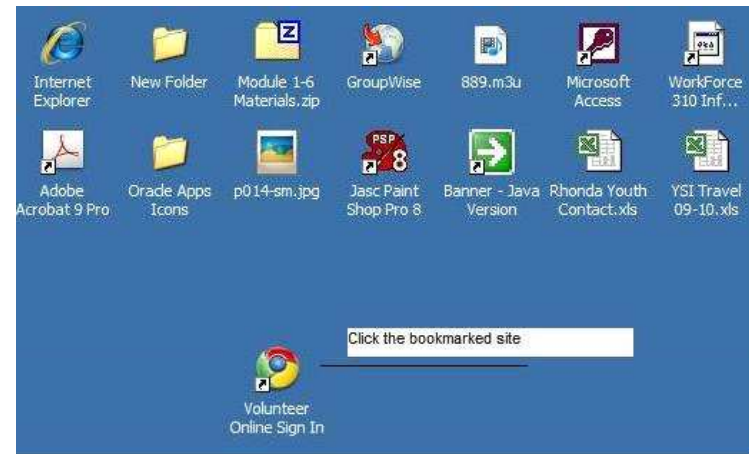 Internet
Explorer
New Folder
Module 1-6
Materials.zip
GroupWise
889.m3u
Microsoft
Access
WorkForce
310 Inf...
PSP
8
Adobe
Acrobat 9 Pro
Oracle Apps
Icons
p014-sm.jpg
Jasc Paint
Shop Pro 8
Banner - Java
Version
Rhonda Youth
Contact.xls
YSI Travel
09-10.xls
Click the bookmarked site
Volunteer
Online Sign In